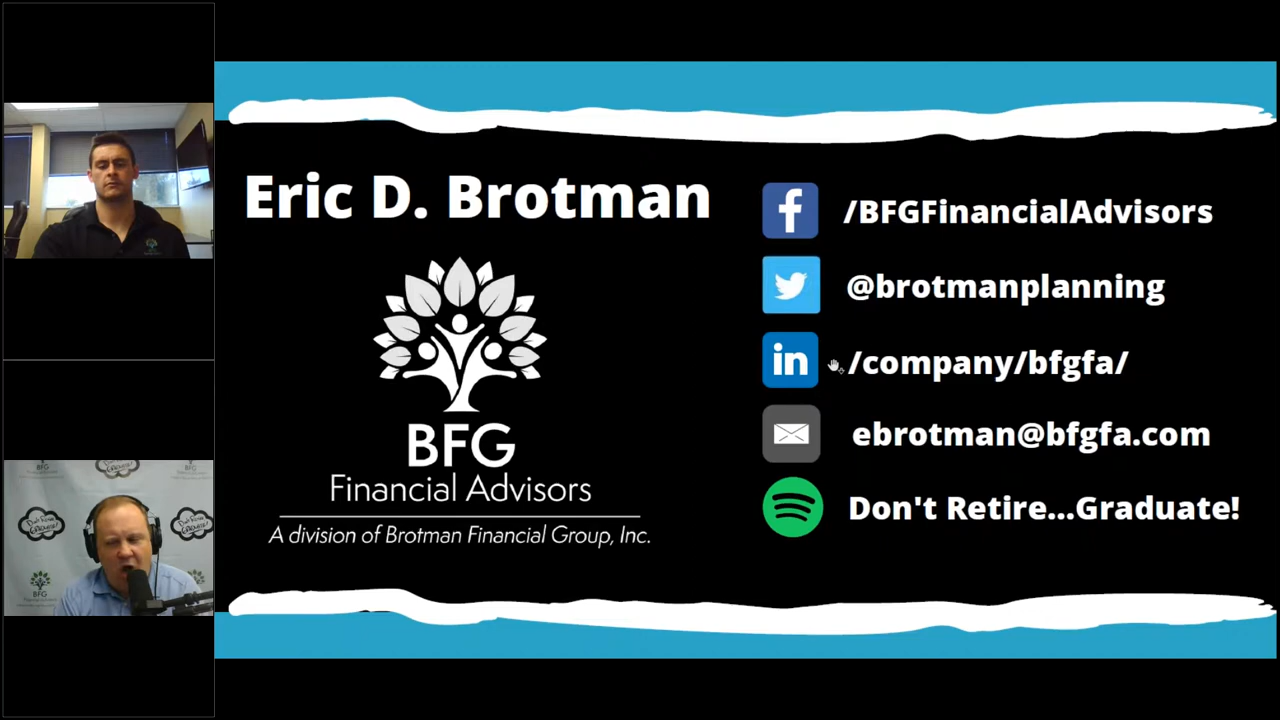 Eric D. Brotman
BFG
Financial Advisors
A division of Brotman Financial Group, Inc.
/BFGFinancialAdvisors
@brotmanplanning
in /company/bfgfa/
ebrotman@bfgfa.com
Don't Retire...Graduate!